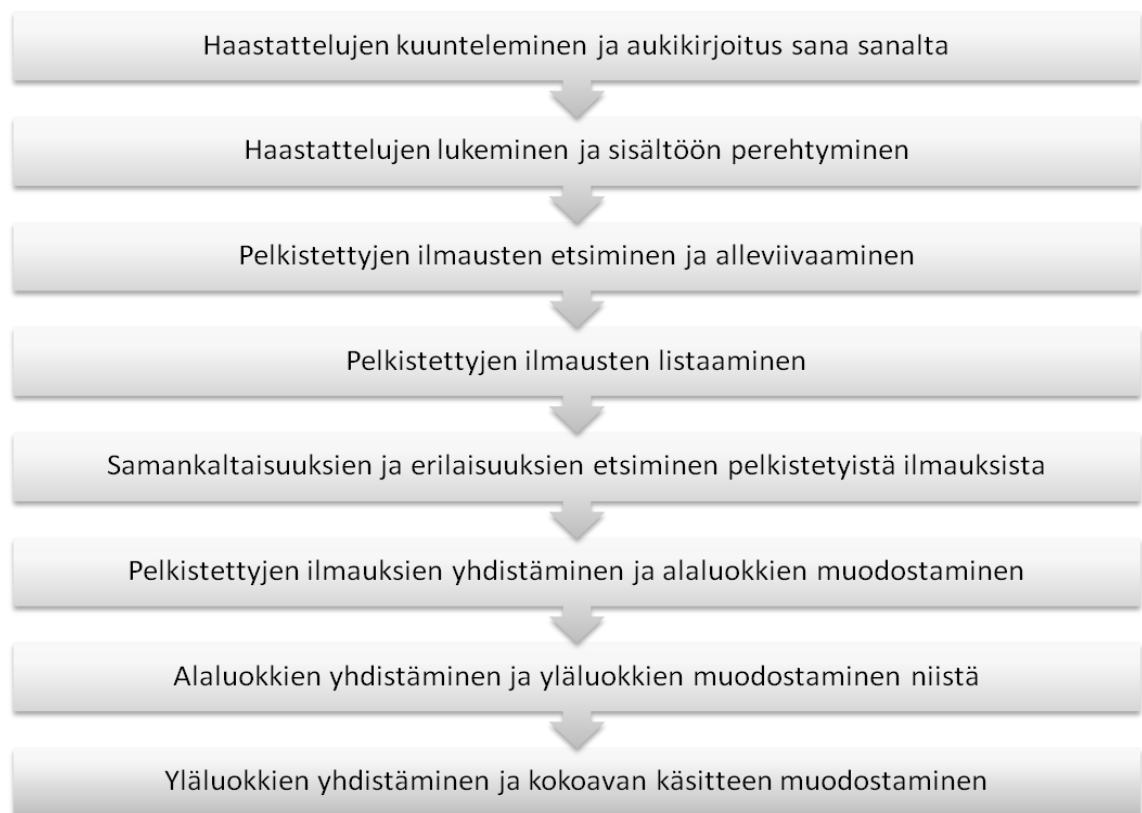 Haastattelujen kuunteleminen ja aukikirjoitus sana sanalta
Haastattelujen lukeminen ja sisältöön perehtyminen
Pelkistettyjen ilmausten etsiminen ja alleviivaaminen
Pelkistettyjen ilmausten listaaminen
Samankaltaisuuksien ja erilaisuuksien etsiminen pelkistetyistä ilmauksista
Pelkistettyjen ilmauksien yhdistäminen ja alaluokkien muodostaminen
Alaluokkien yhdistäminen ja yläluokkien muodostaminen niistä
Yläluokkien yhdistäminen ja kokoavan käsitteen muodostaminen